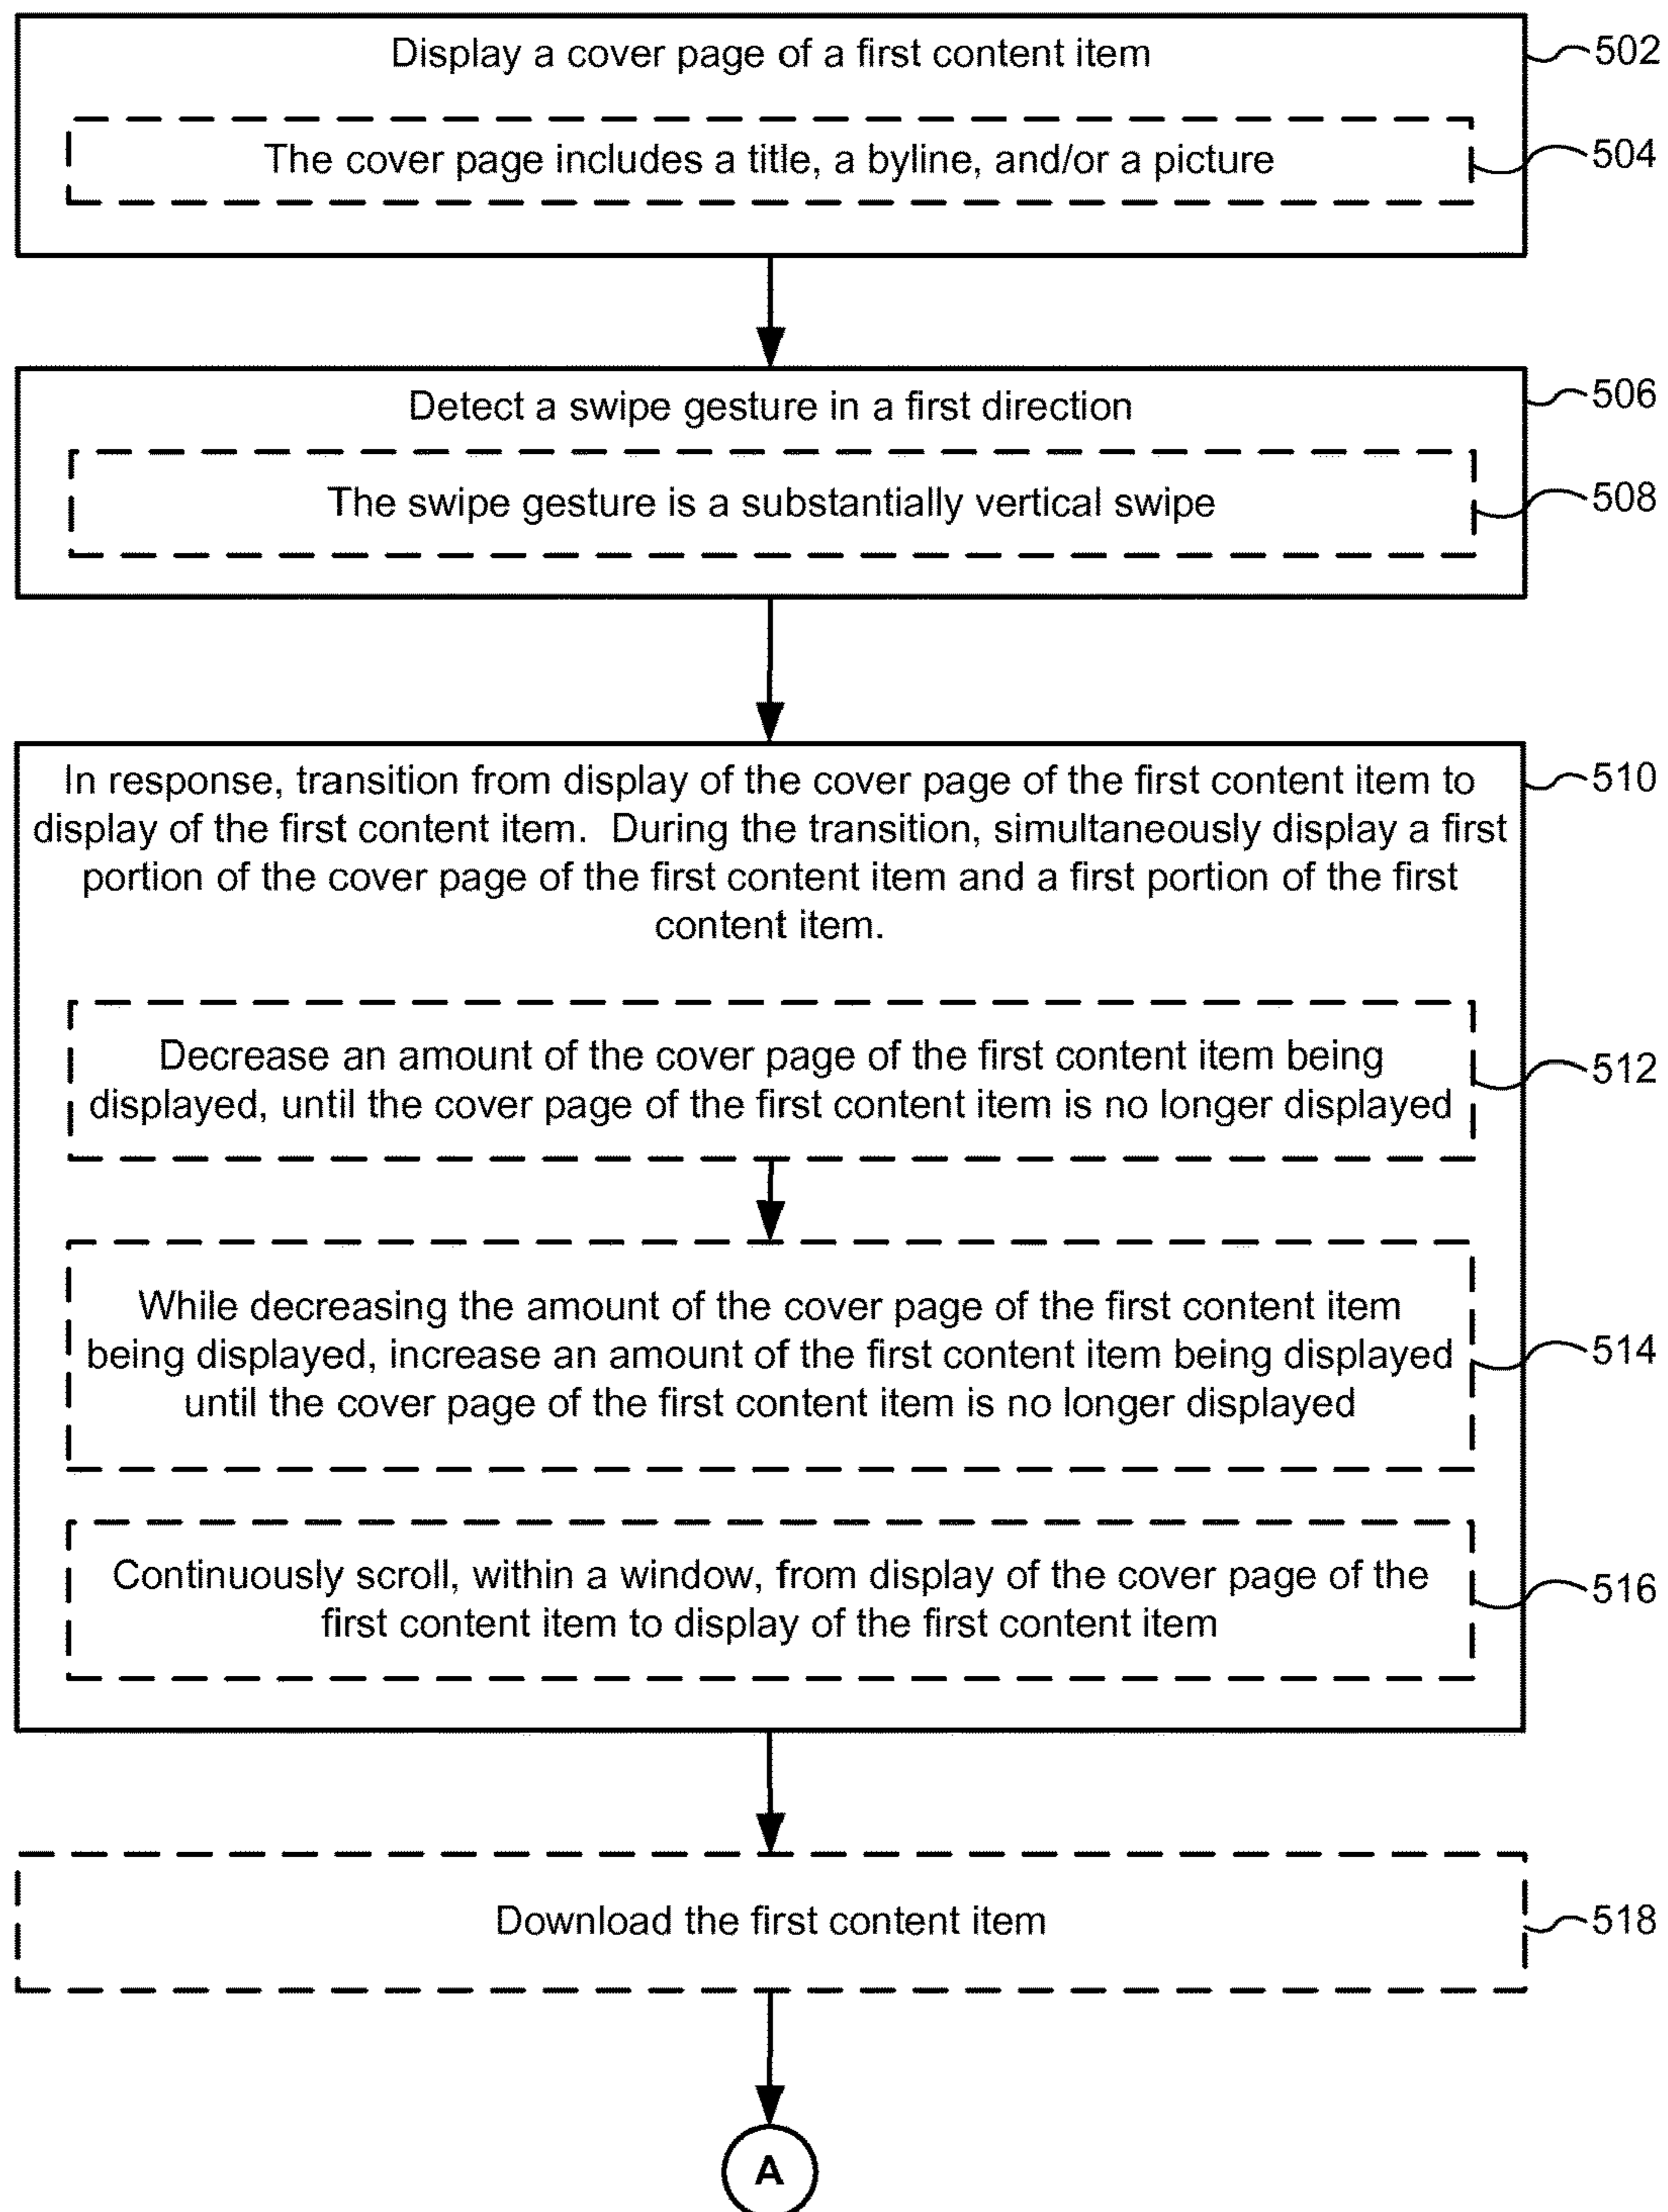 Display a cover page of a first content item
502
The cover page includes a title, a byline, and/or a picture
504
Detect a swipe gesture in a first direction
506
The swipe gesture is a substantially vertical swipe
508
In response, transition from display of the cover page of the first content item to
display of the first content item.  During the transition, simultaneously display a first
portion of the cover page of the first content item and a first portion of the first
content item.
510
Decrease an amount of the cover page of the first content item being
displayed, until the cover page of the first content item is no longer displayed
512
While decreasing the amount of the cover page of the first content item
being displayed, increase an amount of the first content item being displayed
until the cover page of the first content item is no longer displayed
514
Continuously scroll, within a window, from display of the cover page of the
first content item to display of the first content item
516
Download the first content item
518
A